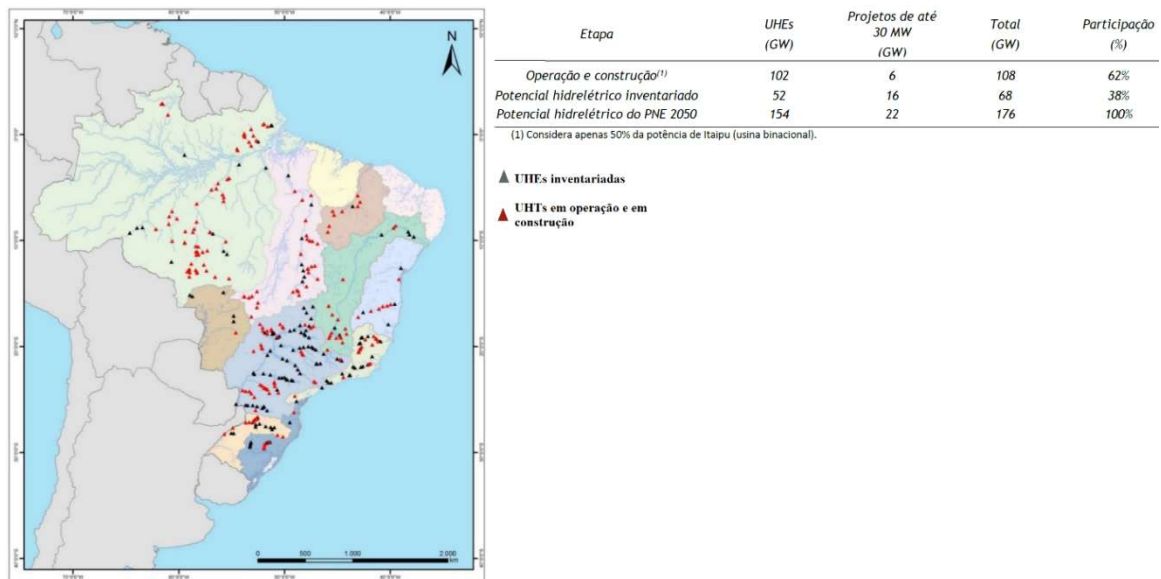 Etapa UHEs (GW) Projetos de até 30 MW (GW) Total (GW) Participação (%)
Operação e construção(1) 102 6 108 62%
Potencial hidrelétrico inventariado 52 16 68 38%
Potencial hidrelétrico do PNE 2050 154 22 176 100%
(1) Considera apenas 50% da potência de Itaipu (usina binacional).
UHEs inventariadas
UHTs em operação e em
construção
N
0 500 1.000 2.000
km